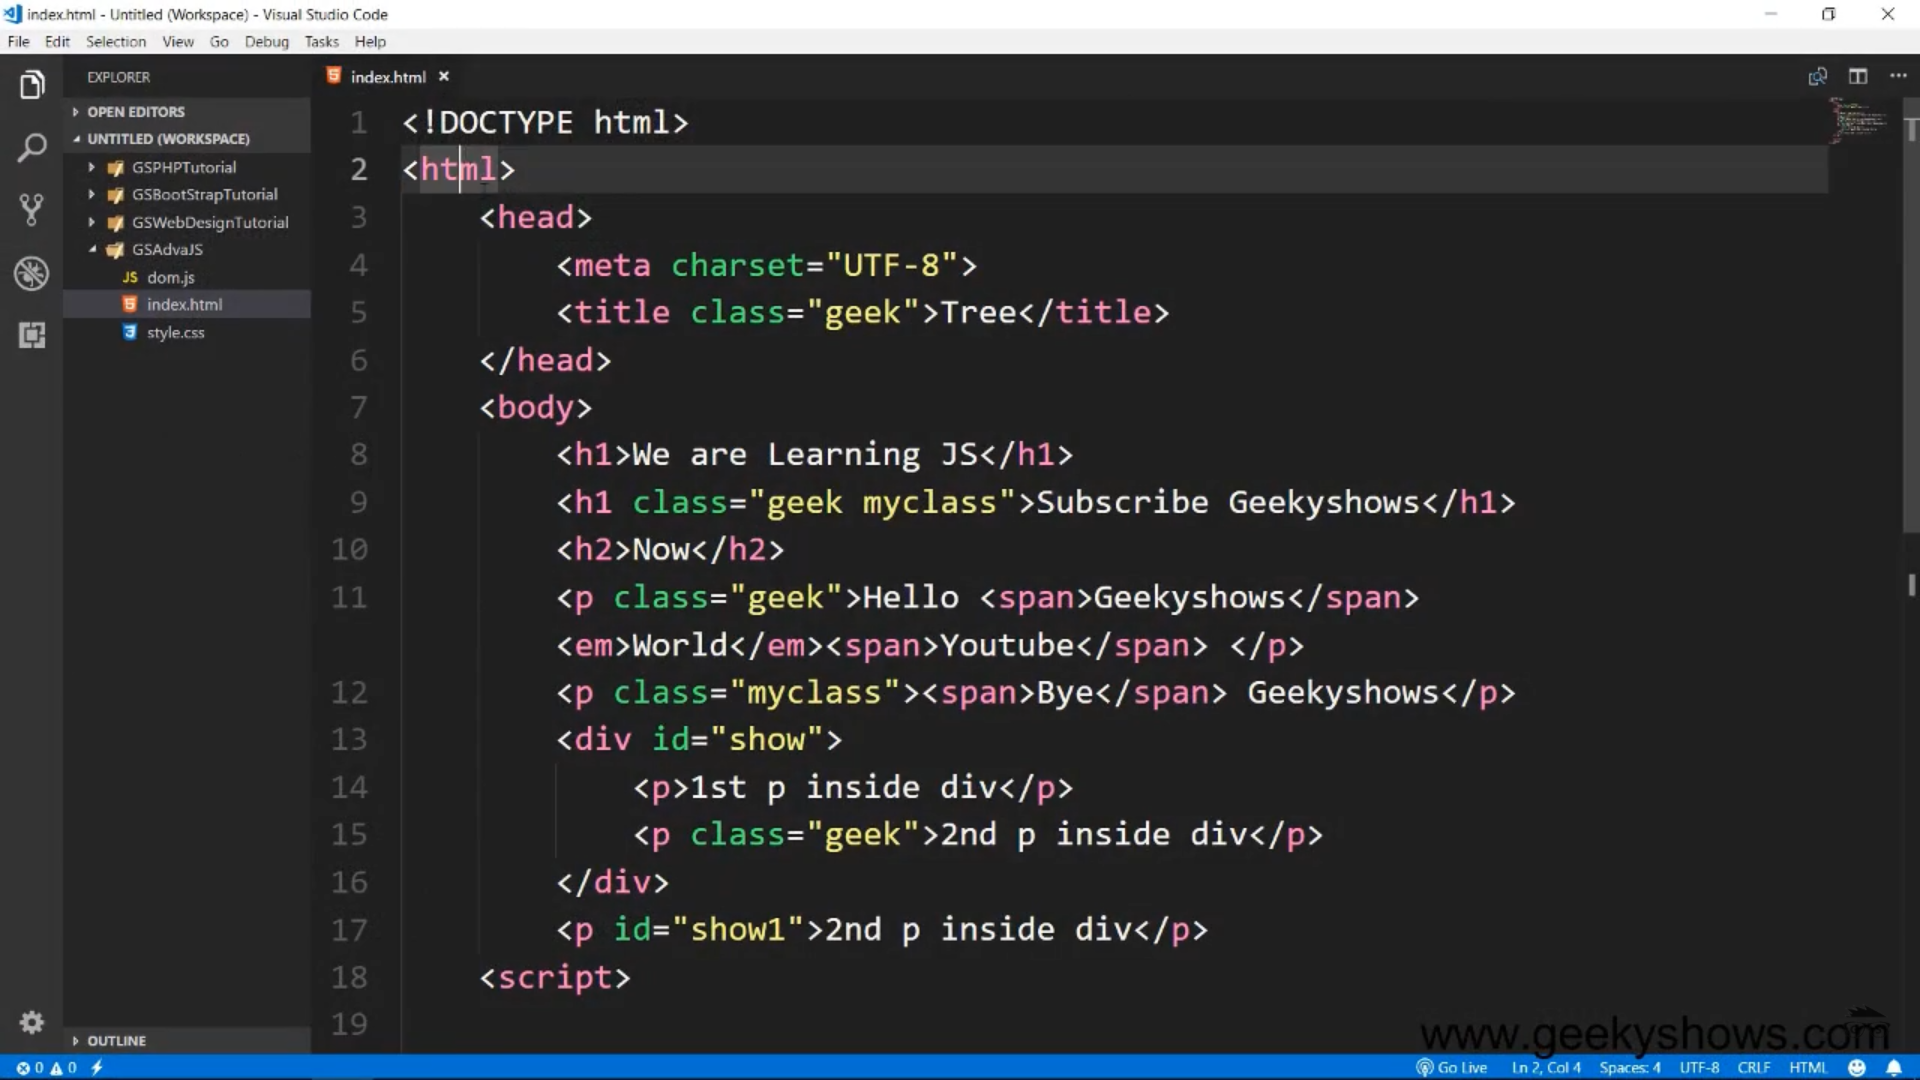 index.html - Untitled (Workspace) - Visual Studio Code
File Edit Selection View Go Debug Tasks Help
EXPLORER
index.html
OPEN EDITORS
UNTITLED (WORKSPACE)
GSPHPTutorial
GSBootStrapTutorial
GSWebDesignTutorial
GSAdvaJS
JS dom.js
index.html
style.css
OUTLINE
1 <!DOCTYPE html>
2 <html>
3 <head>
4 <meta charset="UTF-8">
5 <title class="geek">Tree</title>
6 </head>
7 <body>
8 <h1>We are Learning JS</h1>
9 <h1 class="geek myclass">Subscribe Geekyshows</h1>
10 <h2>Now</h2>
11 <p class="geek">Hello <span>Geekyshows</span>
<em>World</em><span>Youtube</span> </p>
12 <p class="myclass"><span>Bye</span> Geekyshows</p>
13 <div id="show">
14 <p>1st p inside div</p>
15 <p class="geek">2nd p inside div</p>
16 </div>
17 <p id="show1">2nd p inside div</p>
18 <script>
19
www.geekyshows.com
0 0 Go Live Ln 2, Col 4 Spaces: 4 UTF-8 CRLF HTML